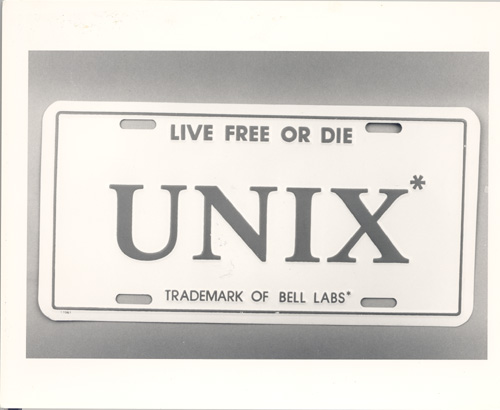 LIVE FREE OR DIE
UNIX*
TRADEMARK OF BELL LABS*